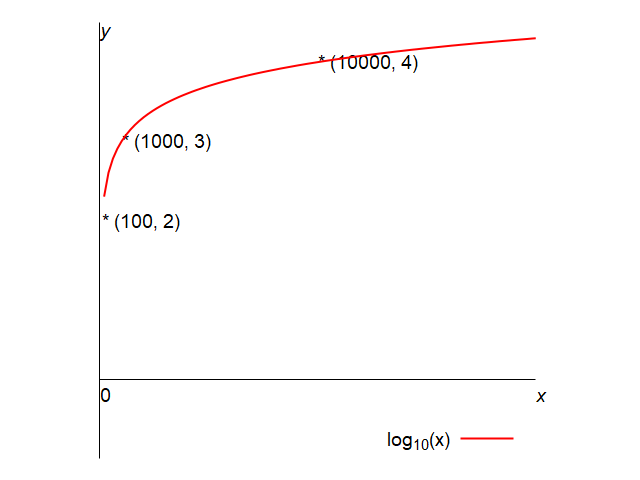 y
* (10000, 4)
* (1000, 3)
* (100, 2)
0
x
log₁₀(x)